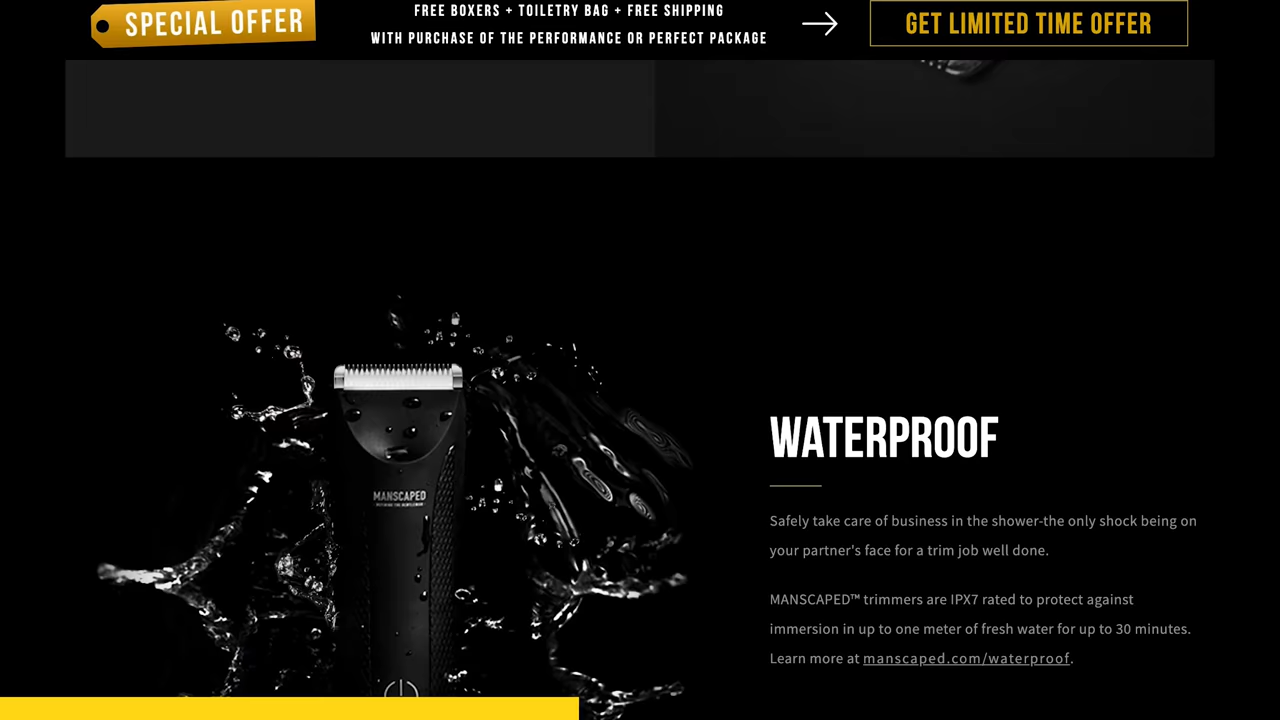 SPECIAL OFFER
FREE BOXERS + TOILETRY BAG + FREE SHIPPING
WITH PURCHASE OF THE PERFORMANCE OR PERFECT PACKAGE
GET LIMITED TIME OFFER
MANSCAPED
WATERPROOF
Safely take care of business in the shower-the only shock being on
your partner's face for a trim job well done.
MANSCAPED™ trimmers are IPX7 rated to protect against
immersion in up to one meter of fresh water for up to 30 minutes.
Learn more at manscaped.com/waterproof.